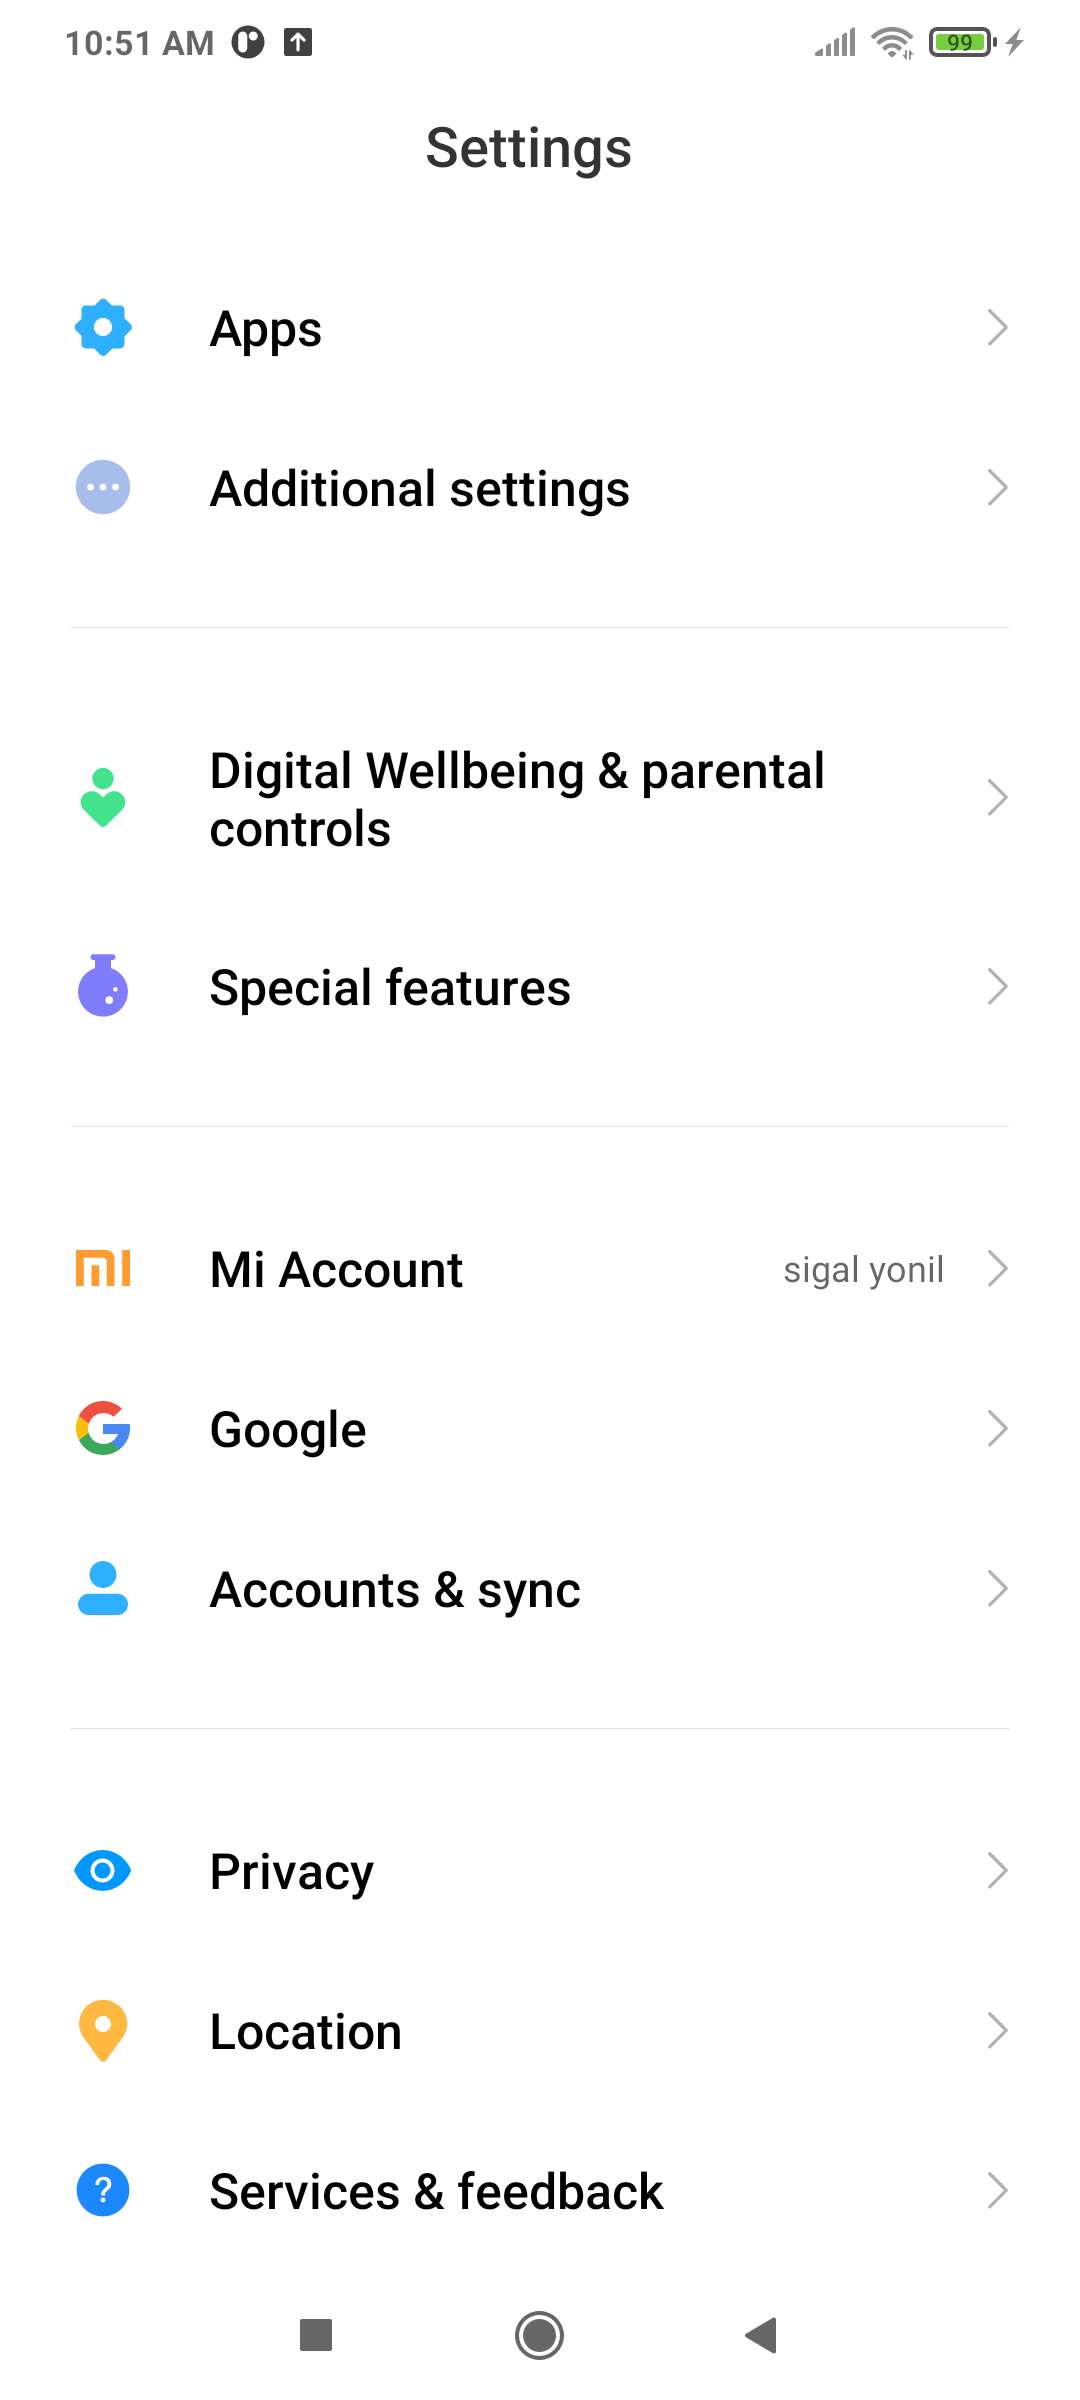 10:51 AM
99
Settings
Apps
Additional settings
Digital Wellbeing & parental
controls
Special features
Mi Account
sigal yonil
Google
Accounts & sync
Privacy
Location
?
Services & feedback